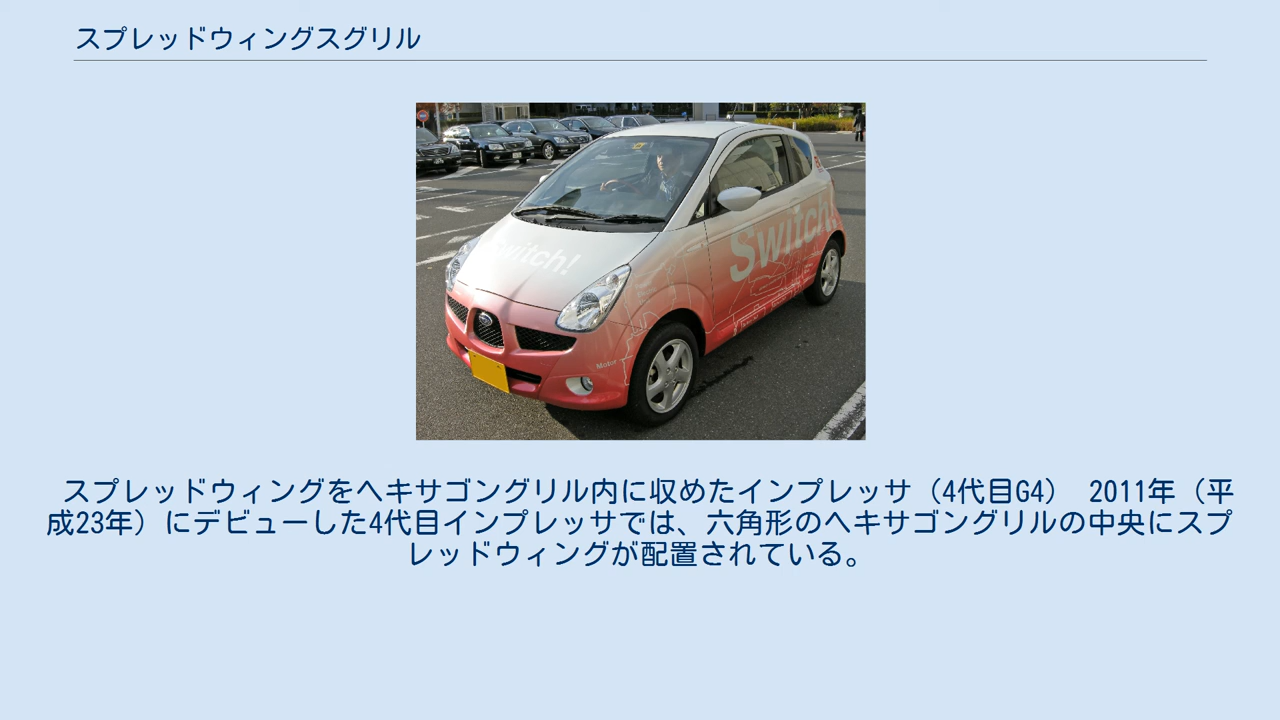 スプレッドウィングスグリル
Switch!
Switch!
Motor
スプレッドウィングをヘキサゴングリル内に収めたインプレッサ（4代目G4） 2011年（平
成23年）にデビューした4代目インプレッサでは、六角形のヘキサゴングリルの中央にスプ
レッドウィングが配置されている。